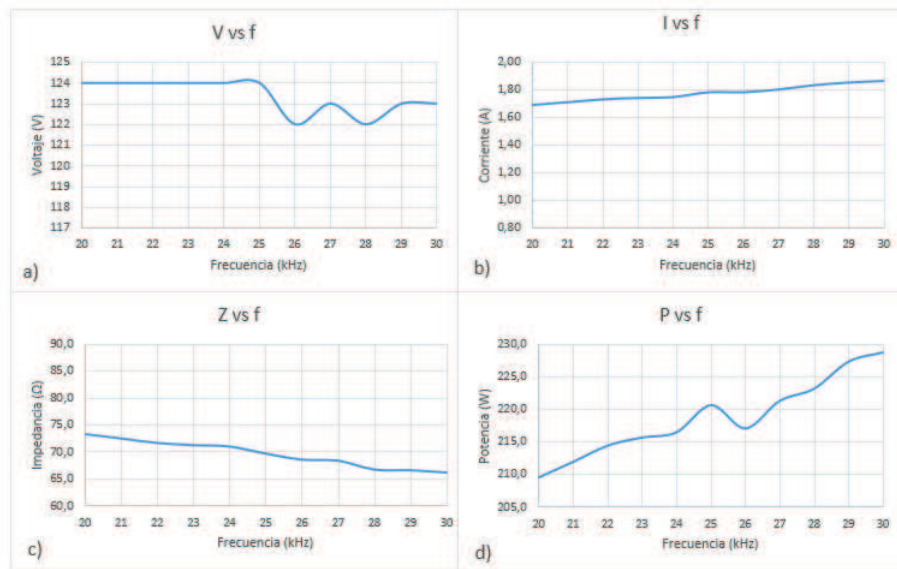 V vs f
Voltaje (V)
125
124
123
122
121
120
119
118
117
20 21 22 23 24 25 26 27 28 29 30
Frecuencia (kHz)
a)
I vs f
Corriente (A)
2,00
1,80
1,60
1,40
1,20
1,00
0,80
20 21 22 23 24 25 26 27 28 29 30
Frecuencia (kHz)
b)
Z vs f
Impedancia (Ω)
90,0
85,0
80,0
75,0
70,0
65,0
60,0
20 21 22 23 24 25 26 27 28 29 30
Frecuencia (kHz)
c)
P vs f
Potencia (W)
230,0
225,0
220,0
215,0
210,0
205,0
20 21 22 23 24 25 26 27 28 29 30
Frecuencia (kHz)
d)